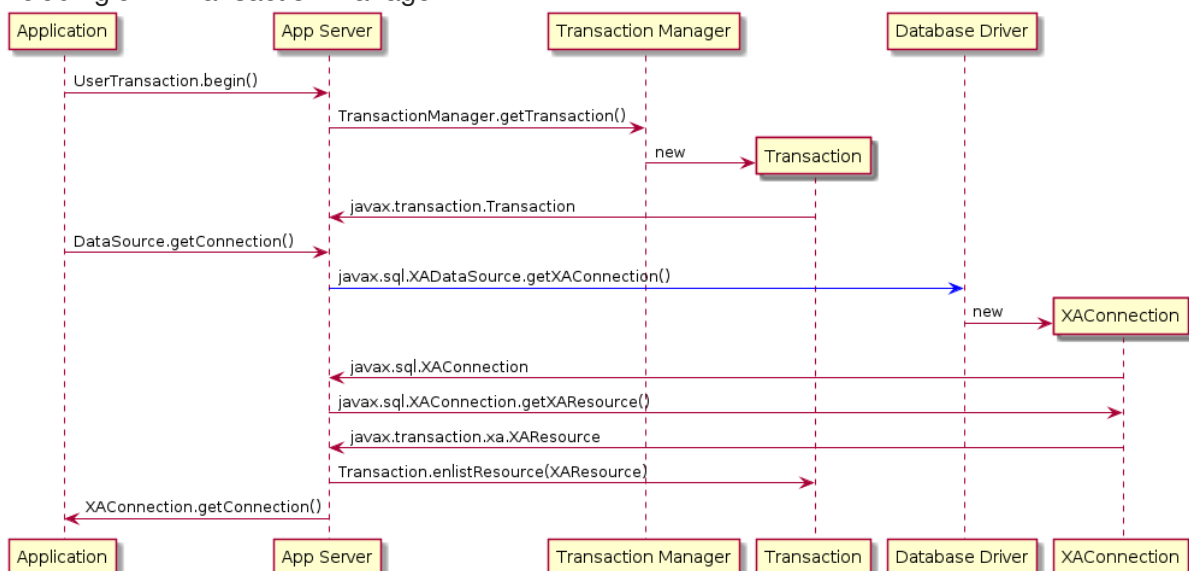 Application App Server Transaction Manager Database Driver
UserTransaction.begin()
TransactionManager.getTransaction()
new
Transaction
javax.transaction.Transaction
DataSource.getConnection()
javax.sql.XADataSource.getXAConnection()
new
XAConnection
javax.sql.XAConnection
javax.sql.XAConnection.getXAResource()
javax.transaction.xa.XAResource
Transaction.enlistResource(XAResource)
XAConnection.getConnection()
Application App Server Transaction Manager Transaction Database Driver XAConnection